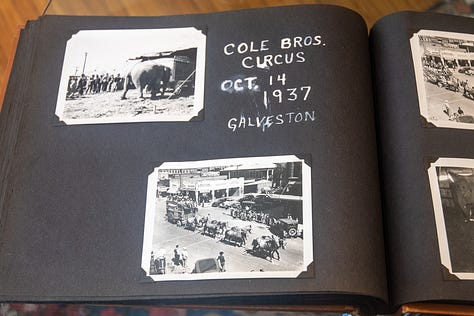 COLE BROS.
CIRCUS
OCT. 14
1937
GALVESTON